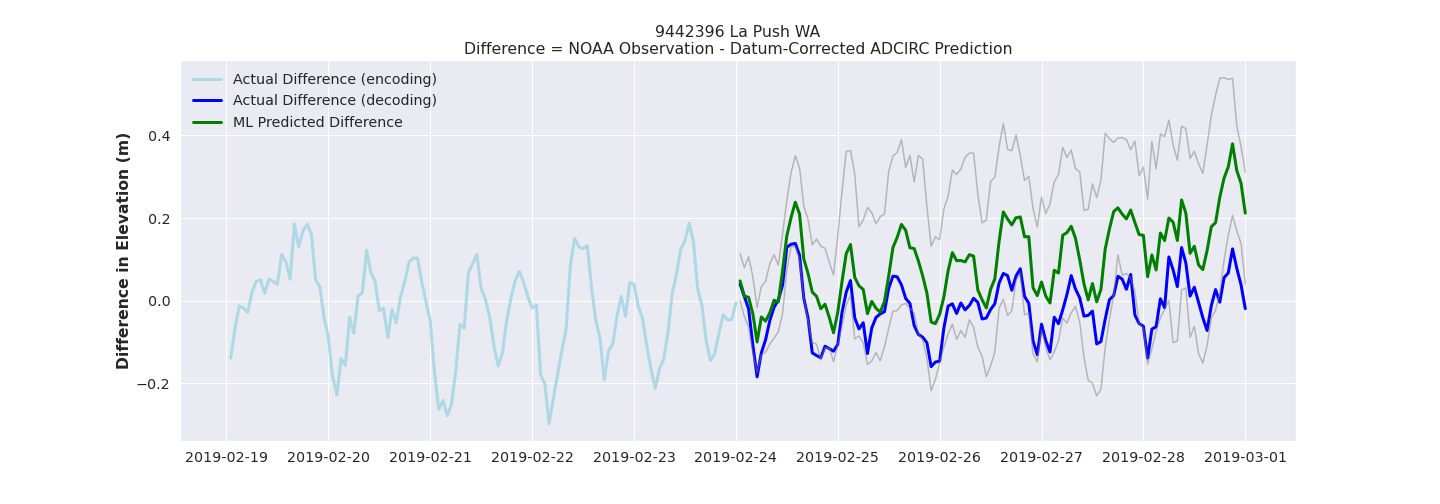 9442396 La Push WA
Difference = NOAA Observation - Datum-Corrected ADCIRC Prediction
Actual Difference (encoding)
Actual Difference (decoding)
ML Predicted Difference
Difference in Elevation (m)
0.4
0.2
0.0
−0.2
2019-02-19 2019-02-20 2019-02-21 2019-02-22 2019-02-23 2019-02-24 2019-02-25 2019-02-26 2019-02-27 2019-02-28 2019-03-01